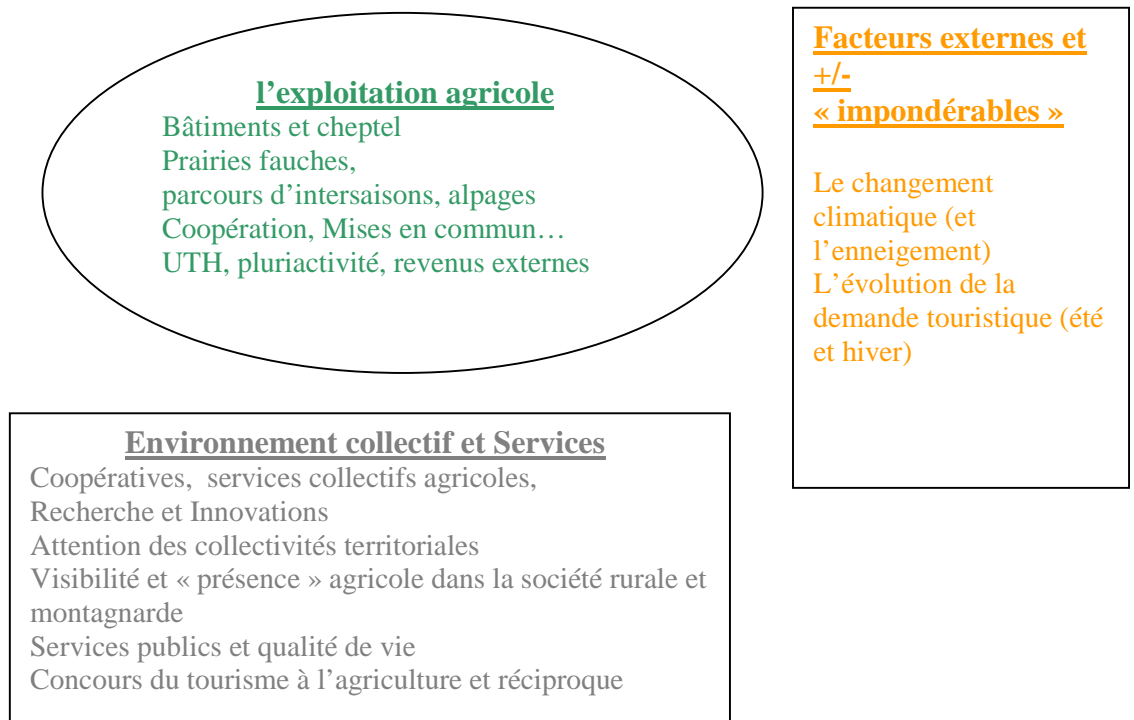 l’exploitation agricole
Bâtiments et cheptel
Prairies fauches,
parcours d’intersaisons, alpages
Coopération, Mises en commun…
UTH, pluriactivité, revenus externes
Facteurs externes et
+/-
« impondérables »
Le changement
climatique (et
l’enneigement)
L’évolution de la
demande touristique (été
et hiver)
Environnement collectif et Services
Coopératives,  services collectifs agricoles,
Recherche et Innovations
Attention des collectivités territoriales
Visibilité et « présence » agricole dans la société rurale et
montagnarde
Services publics et qualité de vie
Concours du tourisme à l’agriculture et réciproque